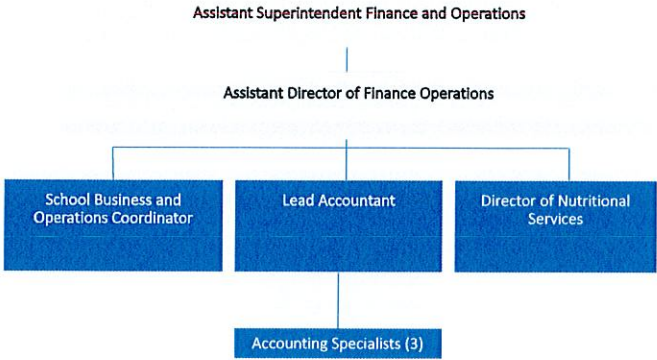 Assistant Superintendent Finance and Operations
Assistant Director of Finance Operations
School Business and
Operations Coordinator
Lead Accountant
Director of Nutritional
Services
Accounting Specialists (3)